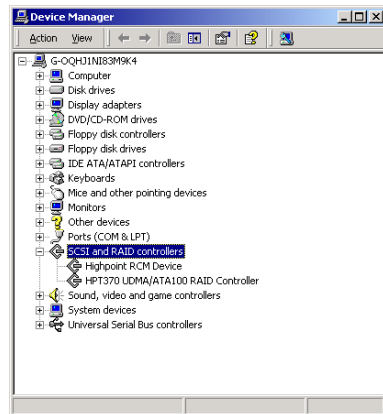 Device Manager
Action View
G-OQHJ1NI83M9K4
Computer
Disk drives
Display adapters
DVD/CD-ROM drives
Floppy disk controllers
Floppy disk drives
IDE ATA/ATAPI controllers
Keyboards
Mice and other pointing devices
Monitors
Other devices
Ports (COM & LPT)
SCSI and RAID controllers
Highpoint RCM Device
HPT370 UDMA/ATA100 RAID Controller
Sound, video and game controllers
System devices
Universal Serial Bus controllers